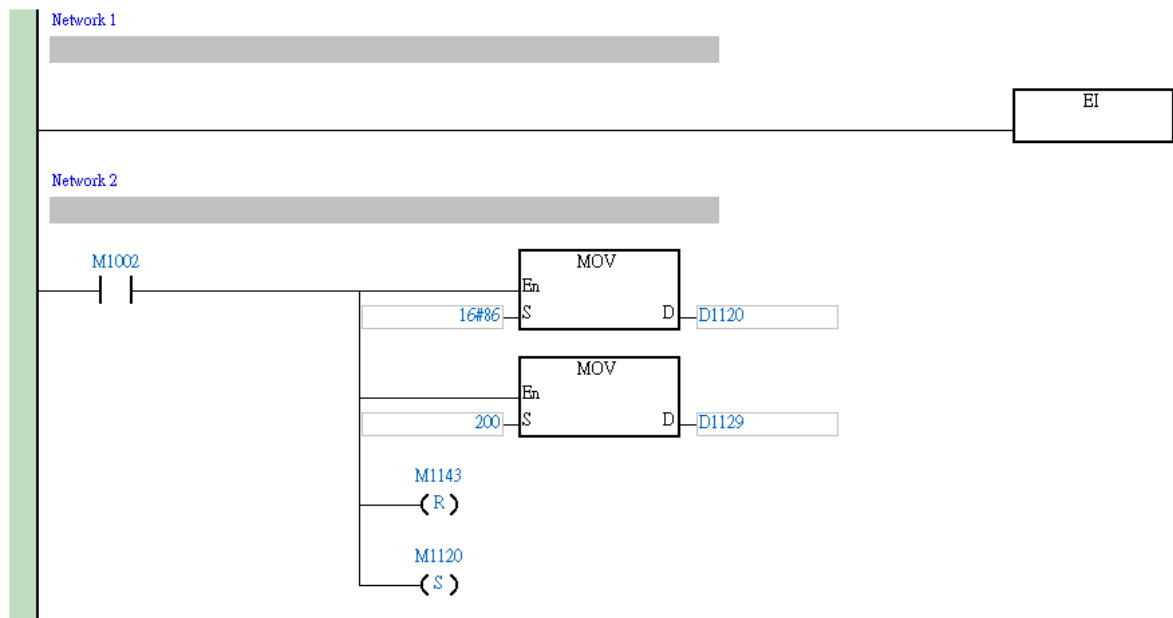 Network 1
EI
Network 2
M1002
MOV
En
16#86 S D D1120
MOV
En
200 S D D1129
M1143
R
M1120
S